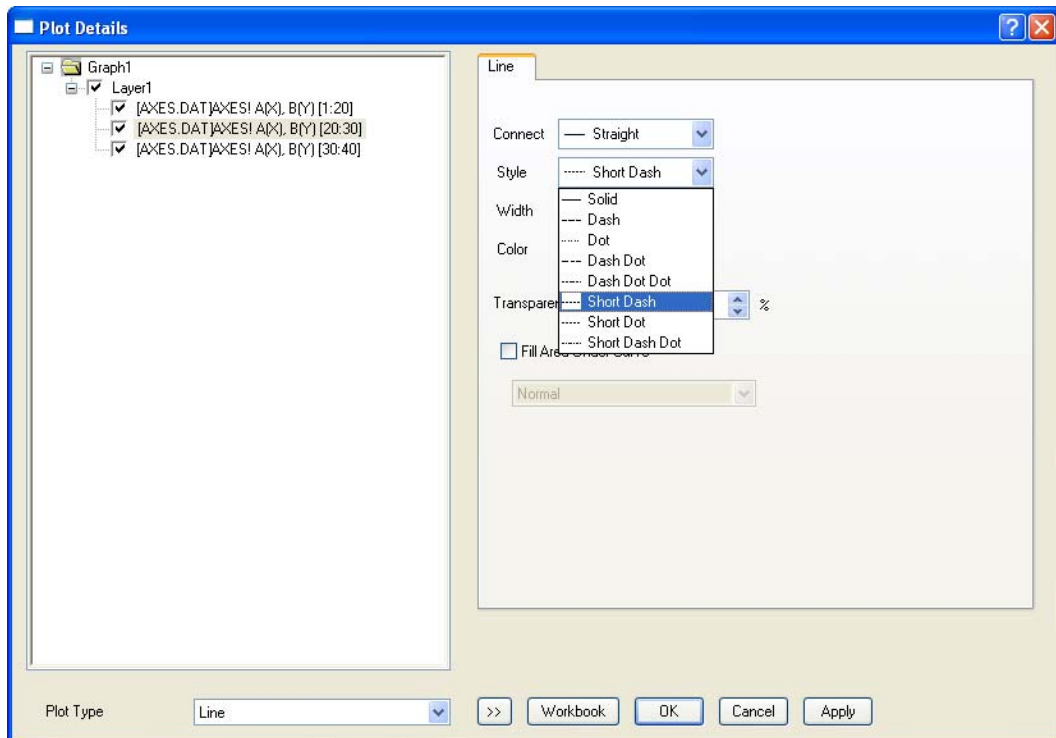 Plot Details
Graph1
Layer1
[AXES.DAT]AXES! A(X), B(Y) [1:20]
[AXES.DAT]AXES! A(X), B(Y) [20:30]
[AXES.DAT]AXES! A(X), B(Y) [30:40]
Line
Connect Straight
Style Short Dash
Width
Color
Solid
Dash
Dot
Dash Dot
Dash Dot Dot
Short Dash
Short Dot
Short Dash Dot
%
Fill
Normal
Plot Type Line
>> Workbook OK Cancel Apply